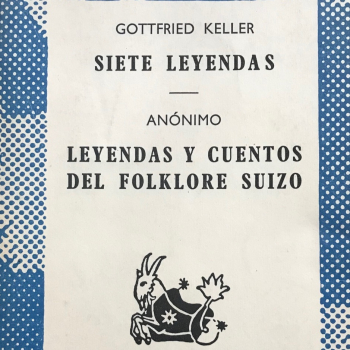 GOTTFRIED KELLER
SIETE LEYENDAS
ANÓNIMO
LEYENDAS Y CUENTOS
DEL FOLKLORE SUIZO